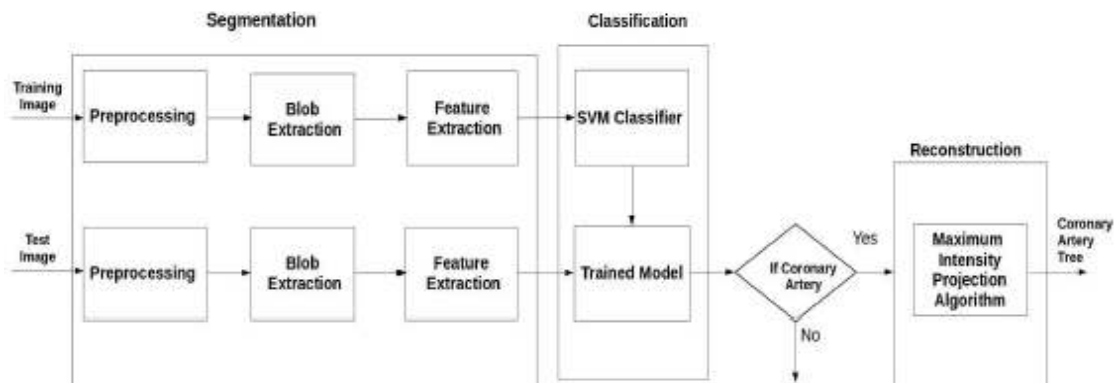 Segmentation
Classification
Training
Image
Preprocessing
Blob
Extraction
Feature
Extraction
SVM Classifier
Reconstruction
Test
Image
Preprocessing
Blob
Extraction
Feature
Extraction
Trained Model
If Coronary
Artery
Yes
No
Maximum
Intensity
Projection
Algorithm
Coronary
Artery
Tree